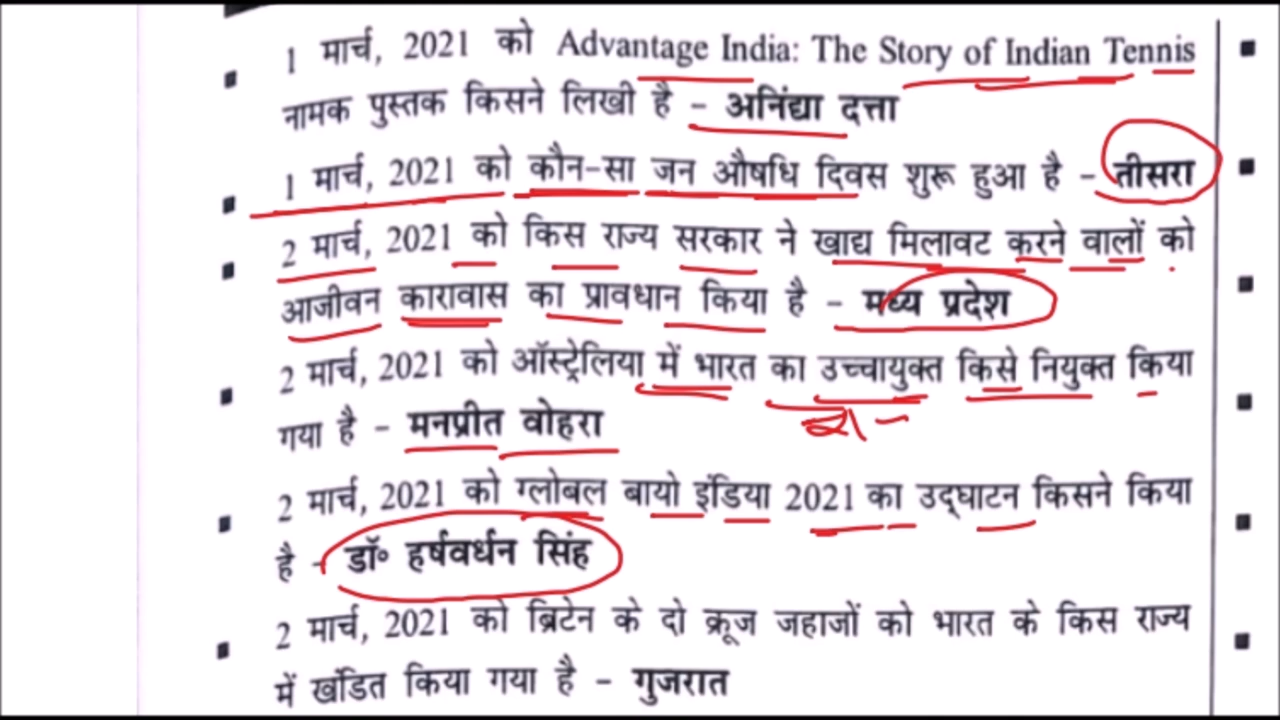 1 मार्च, 2021 को Advantage India: The Story of Indian Tennis
नामक पुस्तक किसने लिखी है - अनिंद्या दत्ता
1 मार्च, 2021 को कौन-सा जन औषधि दिवस शुरू हुआ है - तीसरा
2 मार्च, 2021 को किस राज्य सरकार ने खाद्य मिलावट करने वालों को
आजीवन कारावास का प्रावधान किया है - मध्य प्रदेश
2 मार्च, 2021 को ऑस्ट्रेलिया में भारत का उच्चायुक्त किसे नियुक्त किया
गया है - मनप्रीत वोहरा
2 मार्च, 2021 को ग्लोबल बायो इंडिया 2021 का उद्घाटन किसने किया
है - डॉ॰ हर्षवर्धन सिंह
2 मार्च, 2021 को ब्रिटेन के दो क्रूज जहाजों को भारत के किस राज्य
में खंडित किया गया है - गुजरात